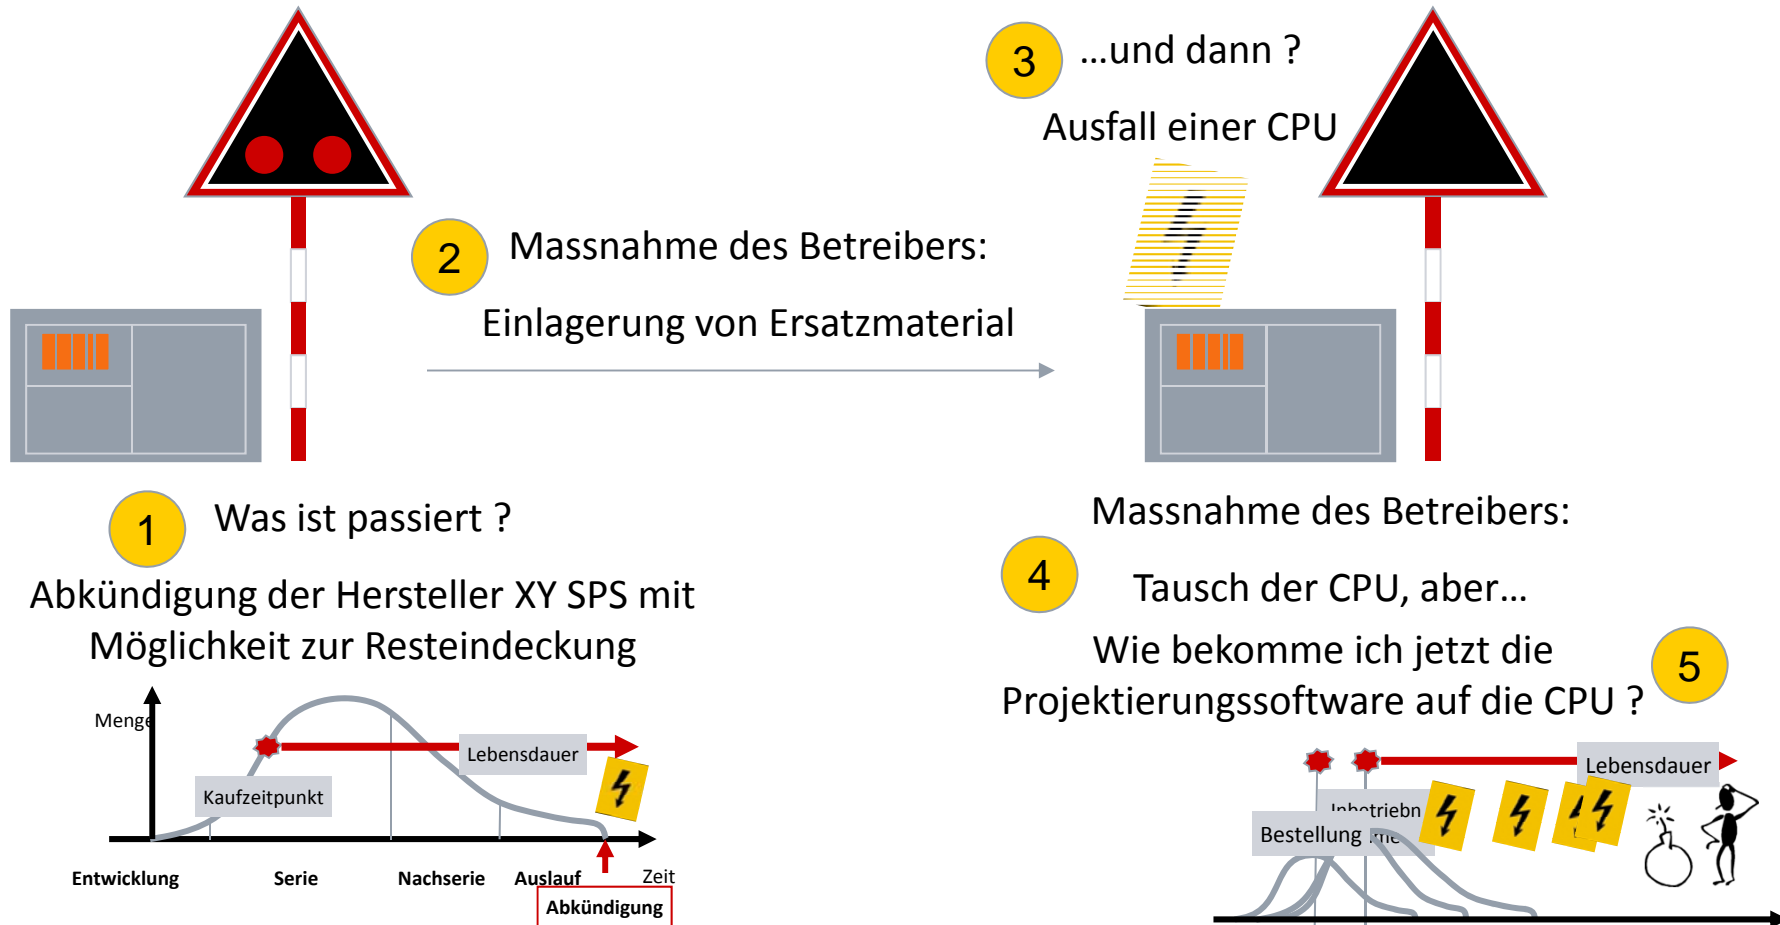 1
Was ist passiert ?
Abkündigung der Hersteller XY SPS mit
Möglichkeit zur Resteindeckung
Menge
Lebensdauer
Kaufzeitpunkt
Entwicklung
Serie
Nachserie
Auslauf
Zeit
Abkündigung
2
Massnahme des Betreibers:
Einlagerung von Ersatzmaterial
3
...und dann ?
Ausfall einer CPU
Massnahme des Betreibers:
4
Tausch der CPU, aber...
Wie bekomme ich jetzt die
Projektierungssoftware auf die CPU ?
5
Lebensdauer
Bestellung